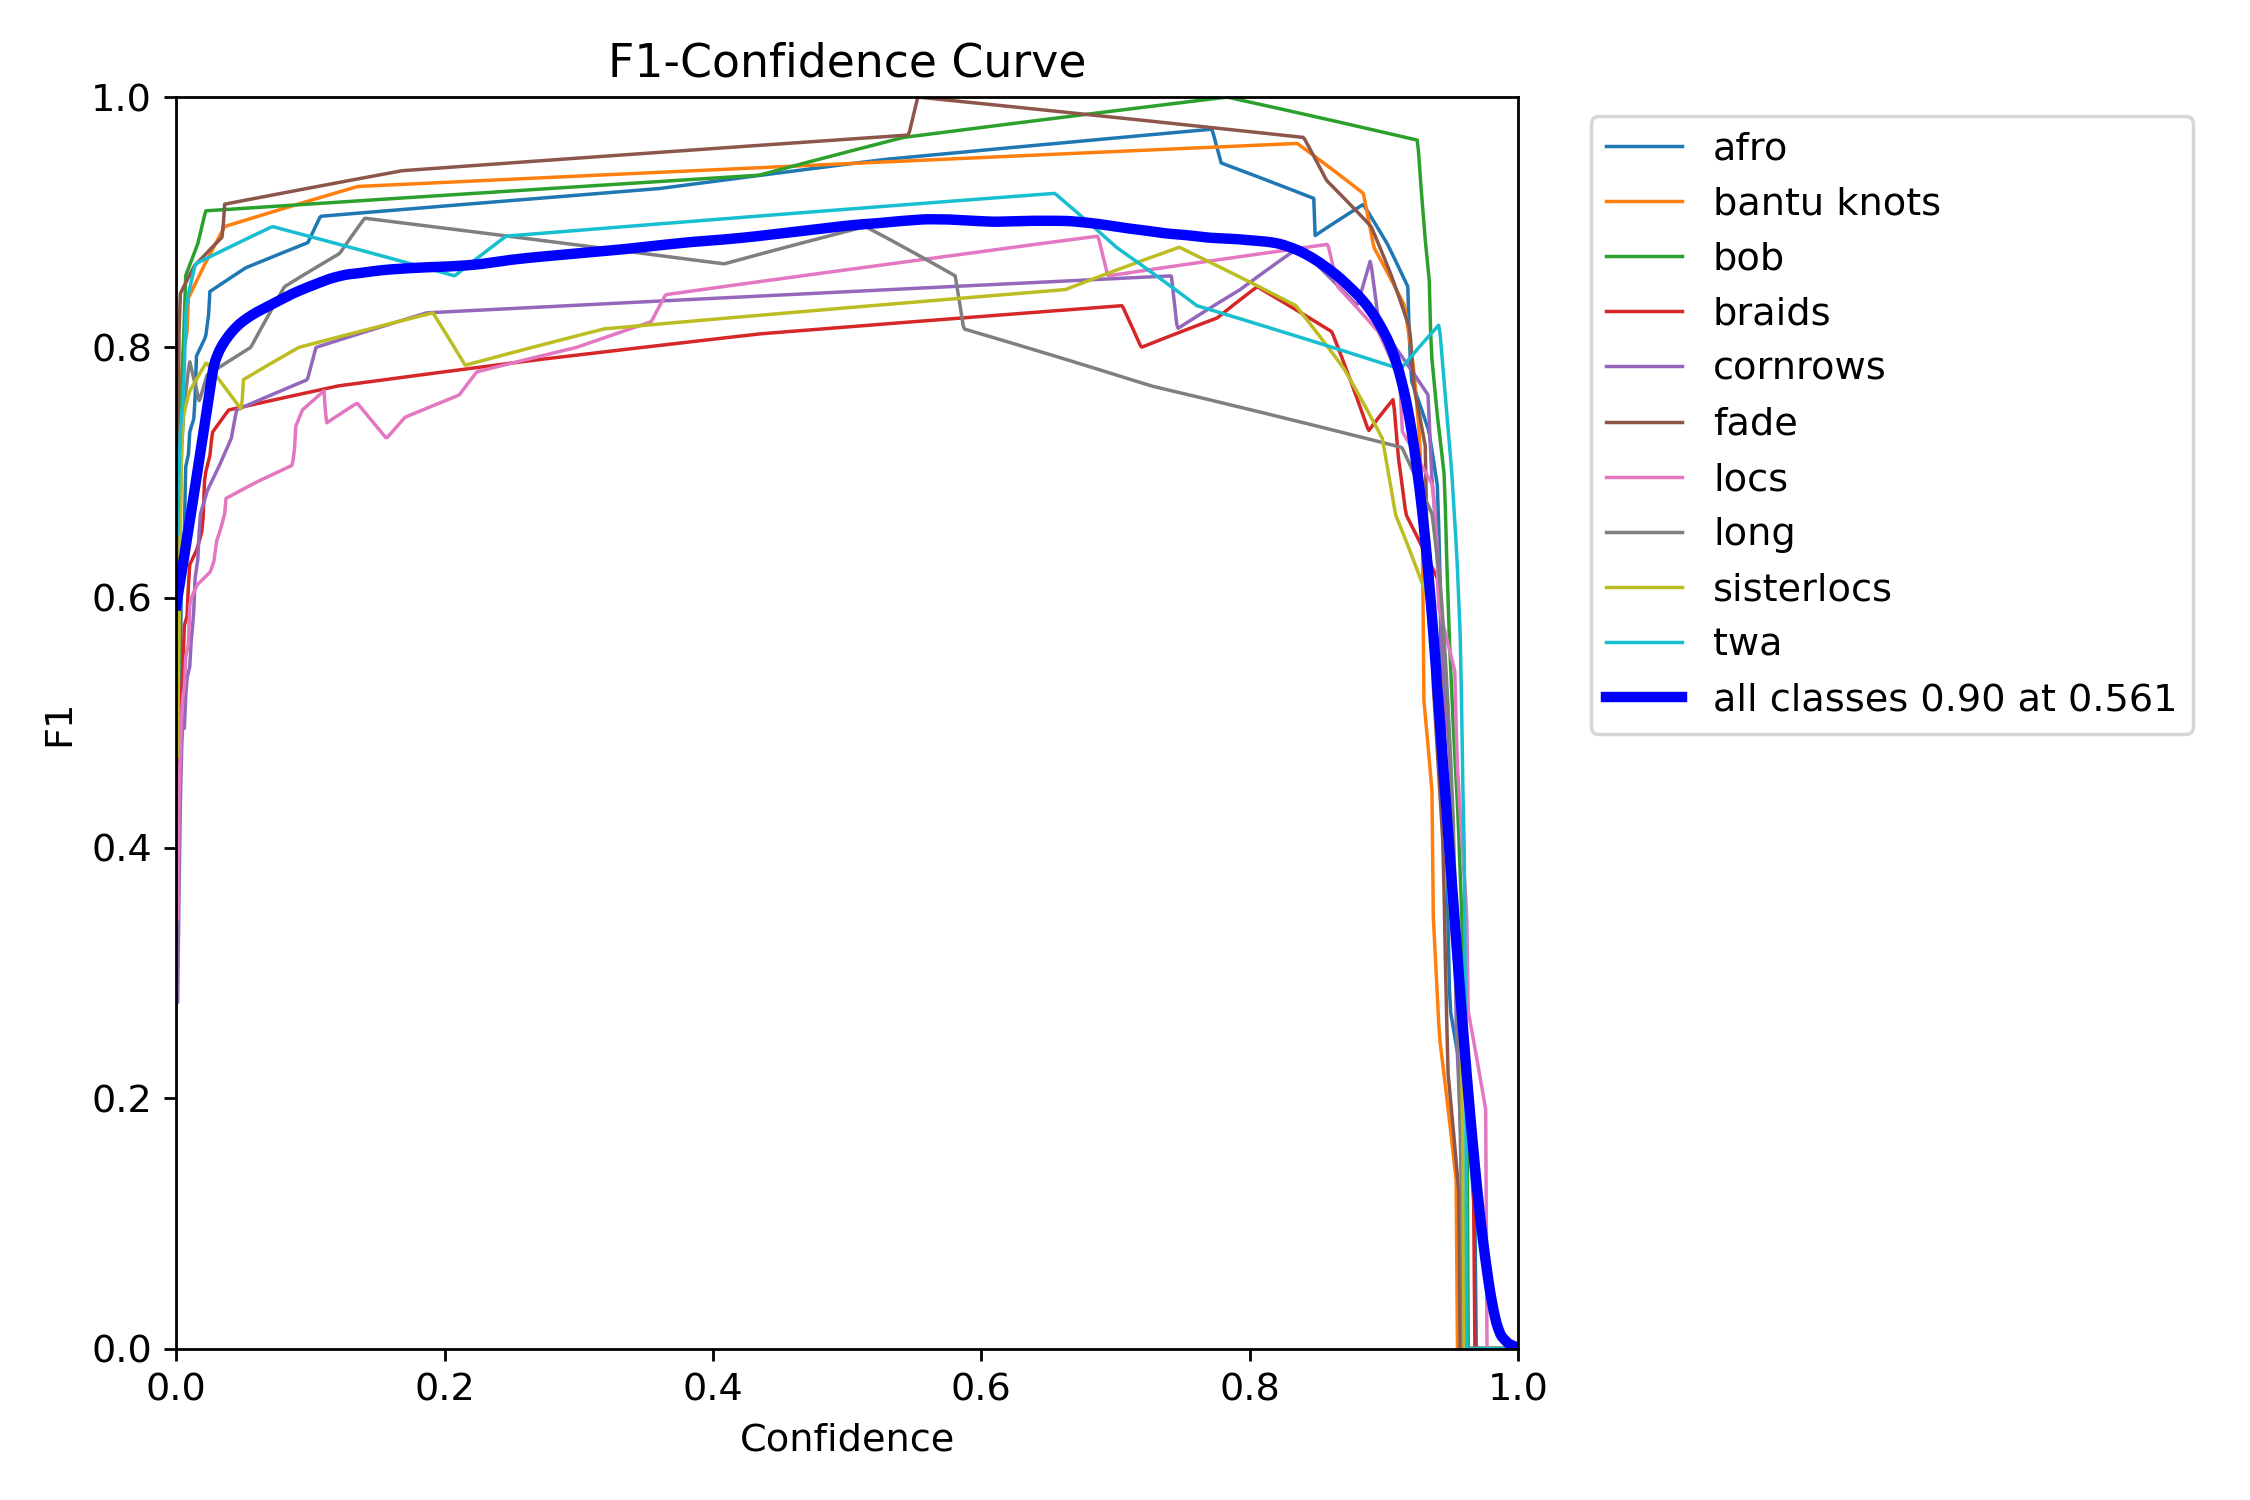 F1-Confidence Curve
1.0
0.8
0.6
0.4
0.2
0.0
F1
0.0 0.2 0.4 0.6 0.8 1.0
Confidence
afro
bantu knots
bob
braids
cornrows
fade
locs
long
sisterlocs
twa
all classes 0.90 at 0.561